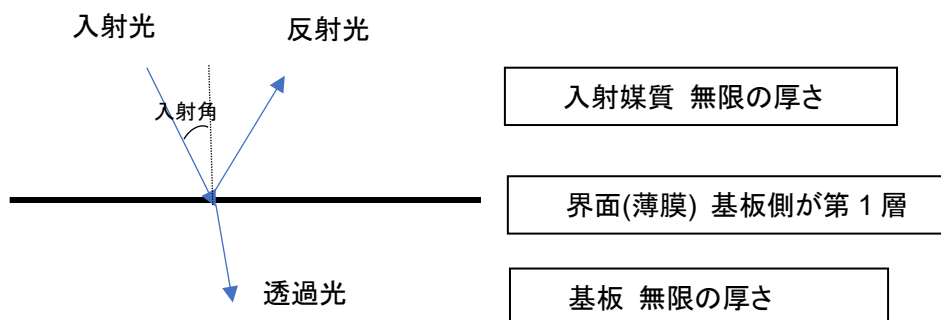 入射光
反射光
入射角
入射媒質 無限の厚さ
界面(薄膜) 基板側が第1層
透過光
基板 無限の厚さ